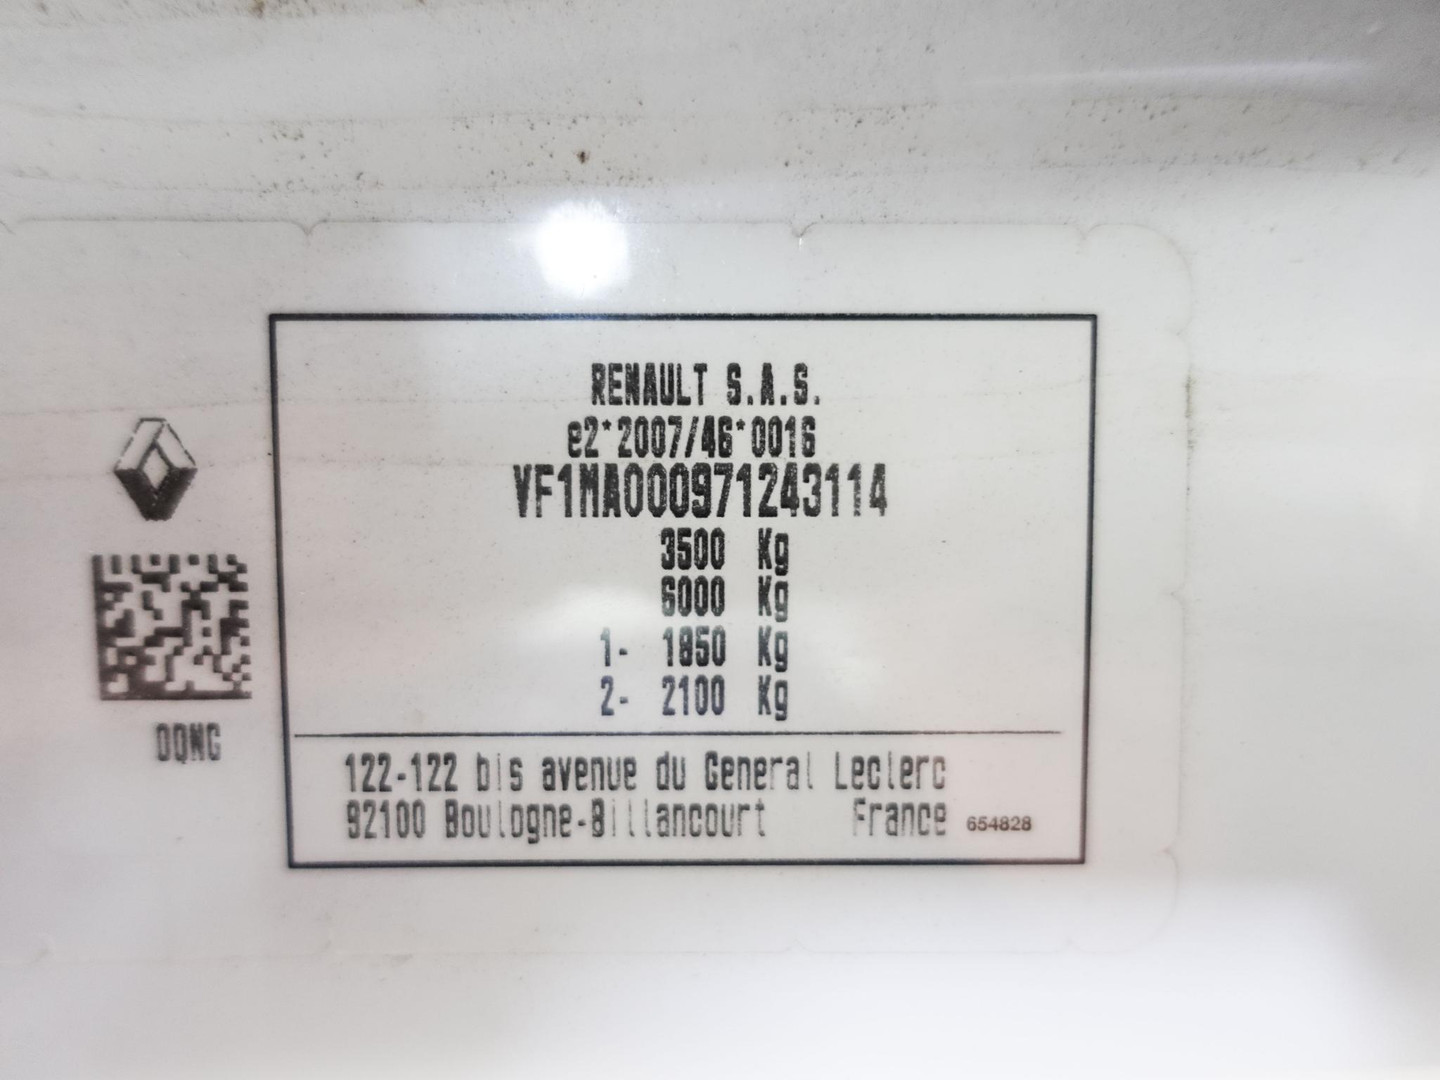 RENAULT S.A.S.
e2*2007/46*0016
VF1MA000971243114
3500 Kg
6000 Kg
1- 1850 Kg
2- 2100 Kg
OQNG
122-122 bis avenue du General Leclerc
92100 Boulogne-Billancourt France 654828